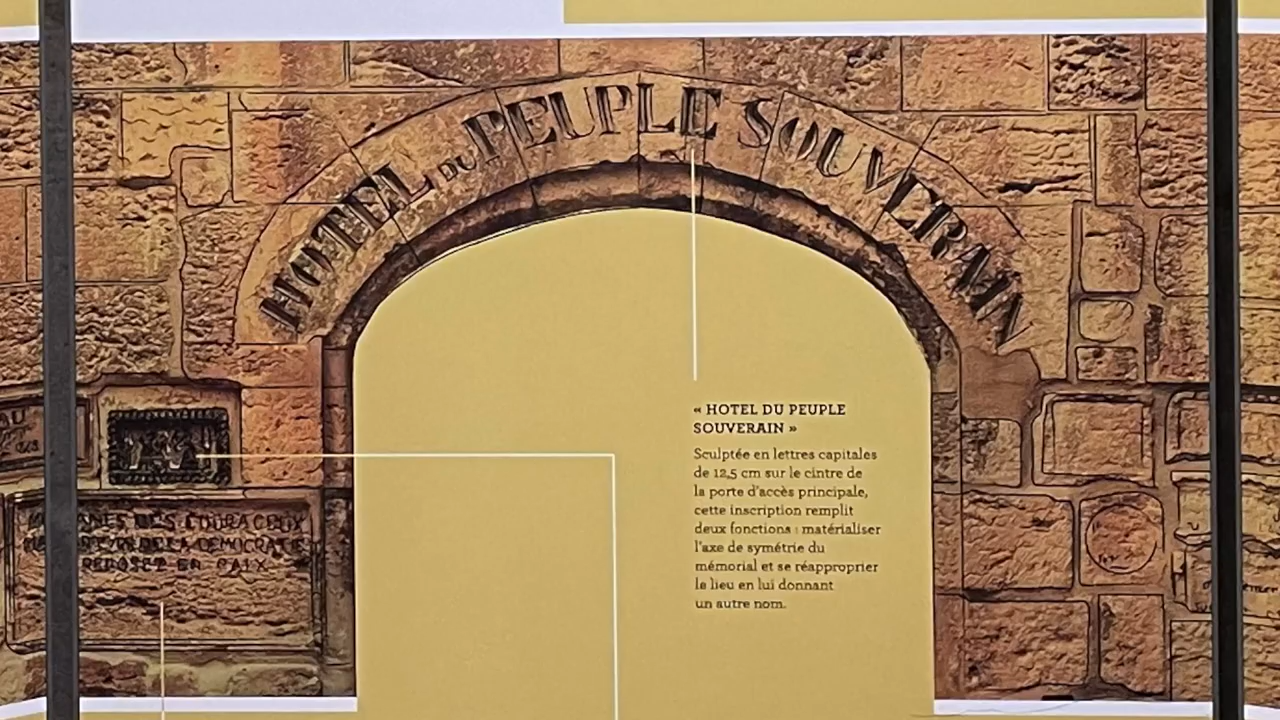 HOTEL DU PEUPLE SOUVERAIN
« HOTEL DU PEUPLE
SOUVERAIN »
Sculptée en lettres capitales
de 12,5 cm sur le cintre de
la porte d'accès principale,
cette inscription remplit
deux fonctions : matérialiser
l'axe de symétrie du
mémorial et se réapproprier
le lieu en lui donnant
un autre nom.
DES COURAGEUX
DE LA DEMOCRATIE
REPOSEZ EN PAIX